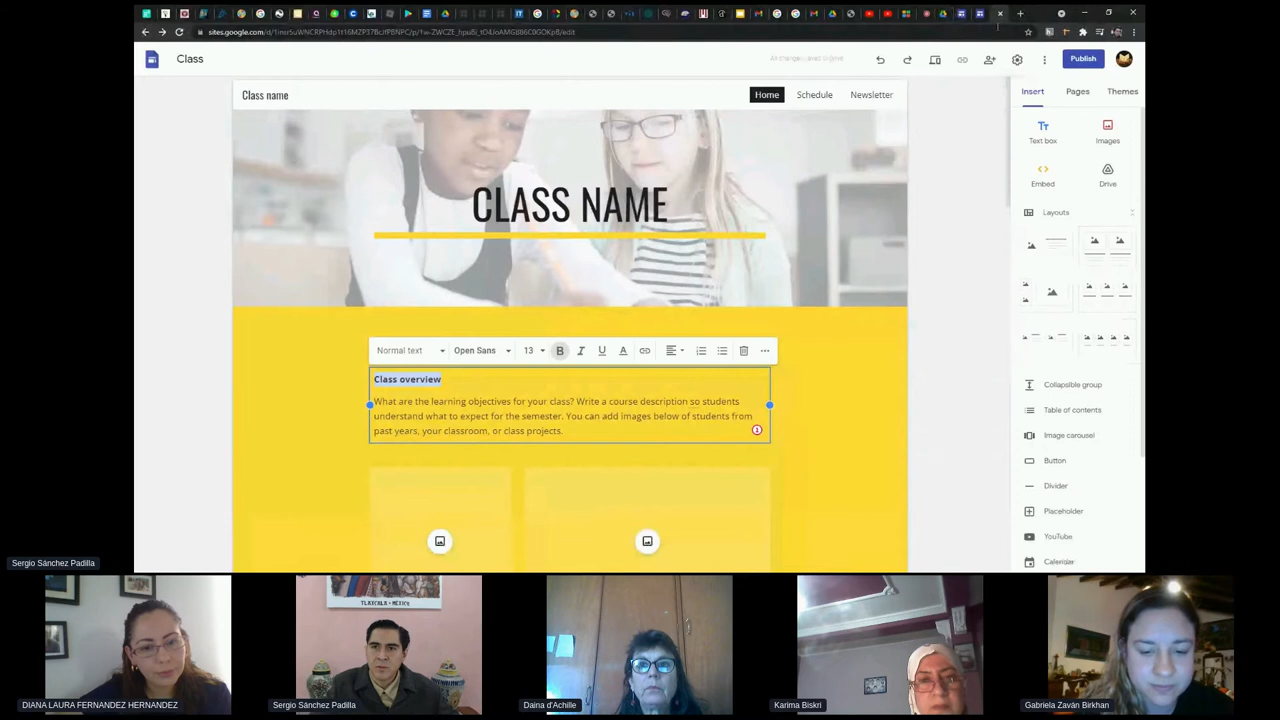 sites.google.com
Class
Publish
Class name
Home
Schedule
Newsletter
Insert
Pages
Themes
Text box
Images
Embed
Drive
Layouts
CLASS NAME
Normal text
Open Sans
13
B
I
U
A
Class overview
What are the learning objectives for your class? Write a course description so students
understand what to expect for the semester. You can add images below of students from
past years, your classroom, or class projects.
1
Collapsible group
Table of contents
Image carousel
Button
Divider
Placeholder
YouTube
Calendar
Sergio Sánchez Padilla
TLAXCALA - MÉXICO
DIANA LAURA FERNANDEZ HERNANDEZ
Sergio Sánchez Padilla
Daina d'Achille
Karima Biskri
Gabriela Zaván Birkhan